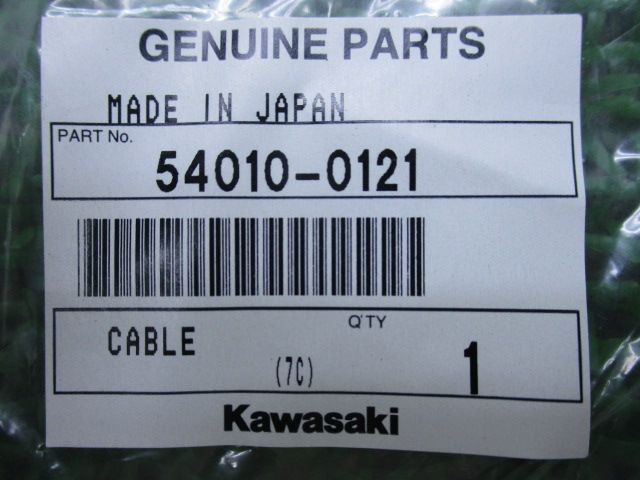 GENUINE PARTS
MADE IN JAPAN
PART No.
54010-0121
Q'TY
CABLE
(7C)
1
Kawasaki